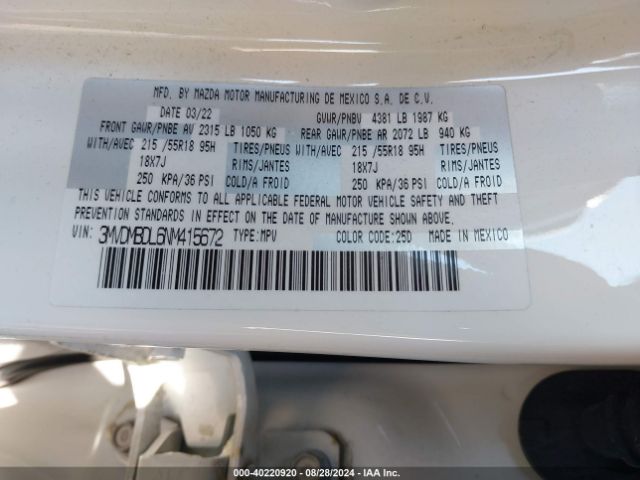 MFD. BY MAZDA MOTOR MANUFACTURING DE MEXICO S.A. DE C.V.
DATE 03/22 GVWR/PNBV 4381 LB 1987 KG
FRONT GAWR/PNBE AV 2315 LB 1050 KG REAR GAWR/PNBE AR 2072 LB 940 KG
WITH/AVEC 215 /55R18 95H TIRES/PNEUS WITH/AVEC 215 /55R18 95H TIRES/PNEUS
18X7J RIMS/JANTES 18X7J RIMS/JANTES
250 KPA/36 PSI COLD/A FROID 250 KPA/36 PSI COLD/A FROID
THIS VEHICLE CONFORMS TO ALL APPLICABLE FEDERAL MOTOR VEHICLE SAFETY AND THEFT
PREVENTION STANDARDS IN EFFECT ON THE DATE OF MANUFACTURE SHOWN ABOVE.
VIN: 3MVDMBDL6NM415672 TYPE:MPV COLOR CODE:25D MADE IN MEXICO
000-40220920 - 08/28/2024 - IAA Inc.